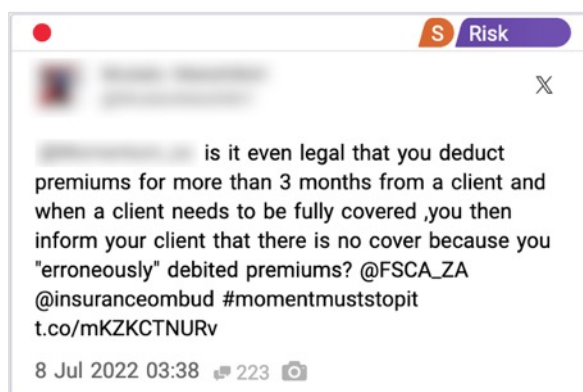 S Risk
is it even legal that you deduct
premiums for more than 3 months from a client and
when a client needs to be fully covered ,you then
inform your client that there is no cover because you
"erroneously" debited premiums? @FSCA_ZA
@insuranceombud #momentmuststopit
t.co/mKZKCTNURv
8 Jul 2022 03:38 223